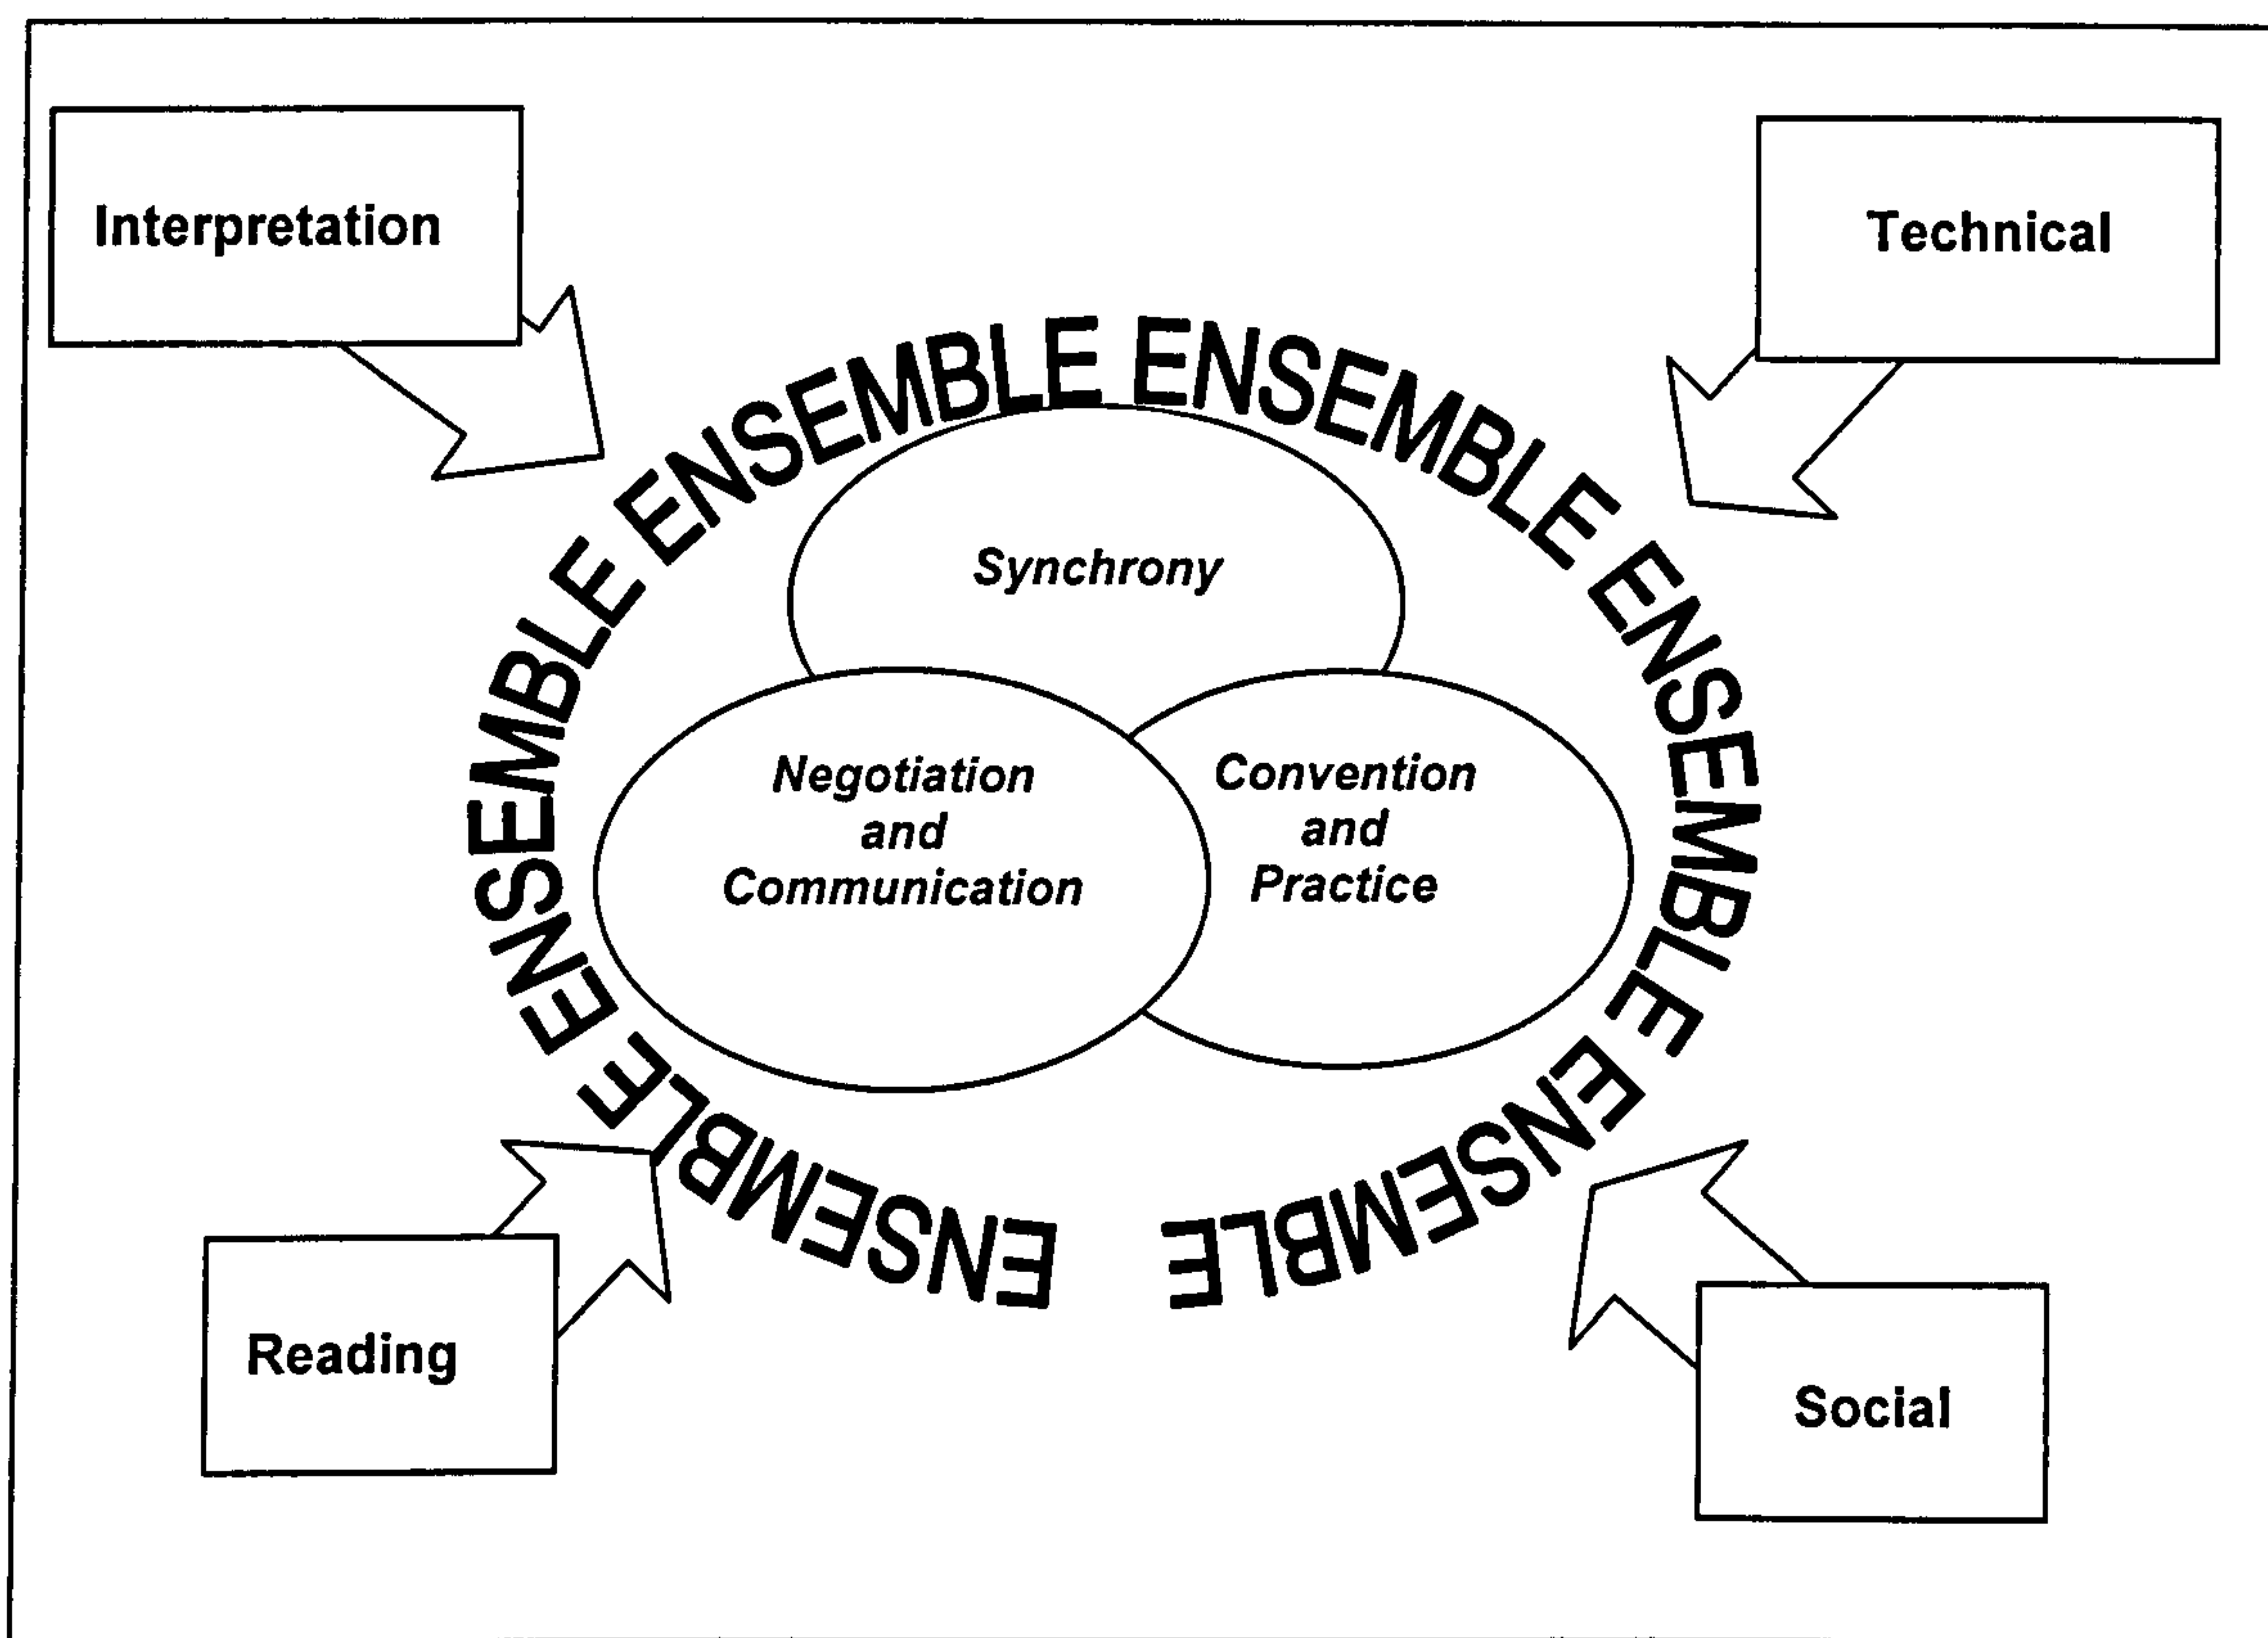 Interpretation
Technical
ENSEMBLE ENSEMBLE ENSEMBLE ENSEMBLE ENSEMBLE ENSEMBLE
Synchrony
Negotiation
and
Communication
Convention
and
Practice
Reading
Social